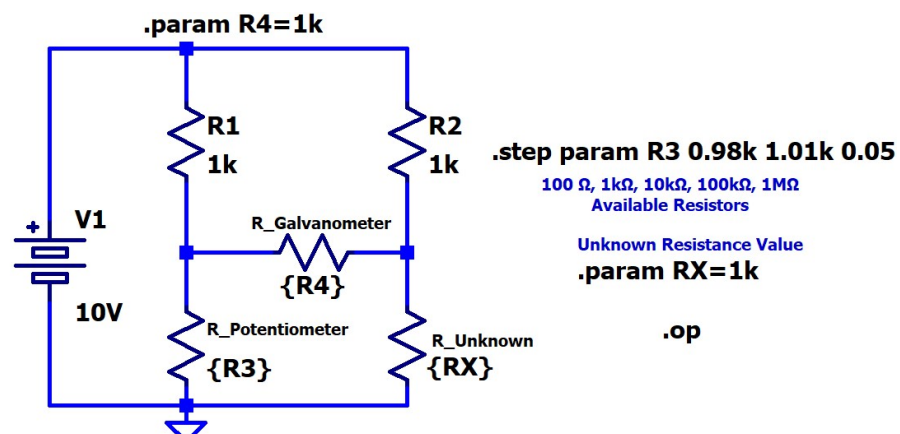 .param R4=1k
R1
1k
R2
1k
.step param R3 0.98k 1.01k 0.05
100 Ω, 1kΩ, 10kΩ, 100kΩ, 1MΩ
Available Resistors
V1
10V
R_Galvanometer
{R4}
Unknown Resistance Value
.param RX=1k
R_Potentiometer
{R3}
R_Unknown
{RX}
.op